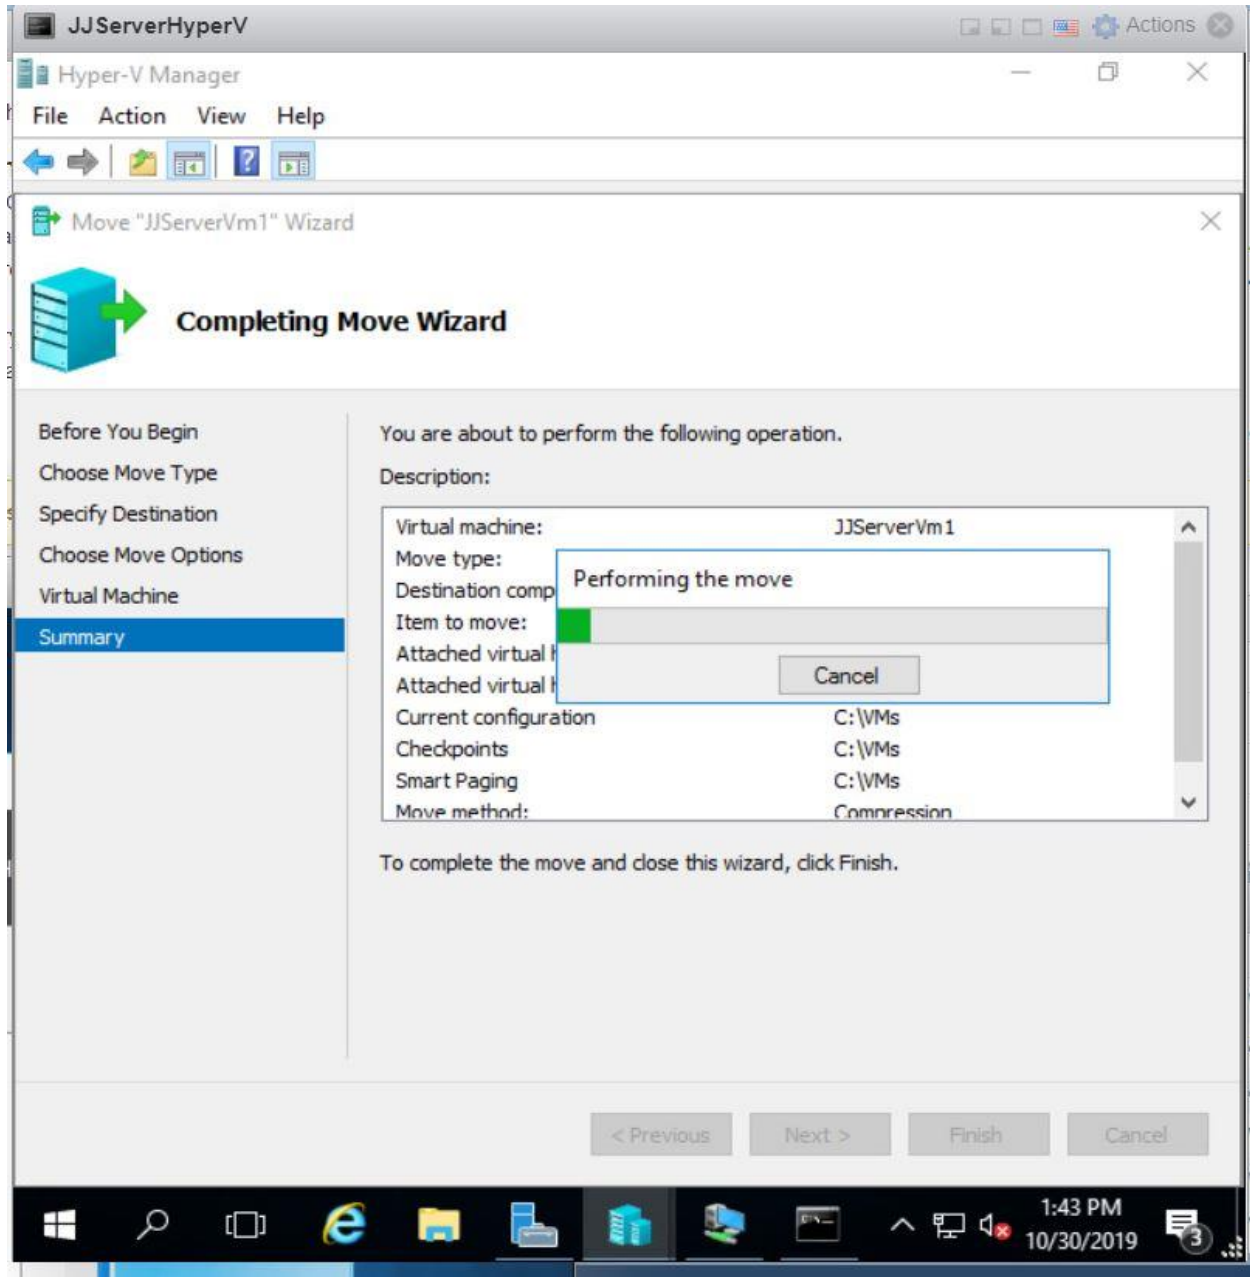 JJServerHyperV
Actions
Hyper-V Manager
File Action View Help
Move "JJServerVm1" Wizard
Completing Move Wizard
Before You Begin
Choose Move Type
Specify Destination
Choose Move Options
Virtual Machine
Summary
You are about to perform the following operation.
Description:
Virtual machine: JJServerVm1
Move type:
Destination comp
Item to move:
Attached virtual h
Attached virtual h
Performing the move
Cancel
Current configuration C:\VMs
Checkpoints C:\VMs
Smart Paging C:\VMs
Move method: Compression
To complete the move and close this wizard, click Finish.
< Previous Next > Finish Cancel
1:43 PM
10/30/2019
3